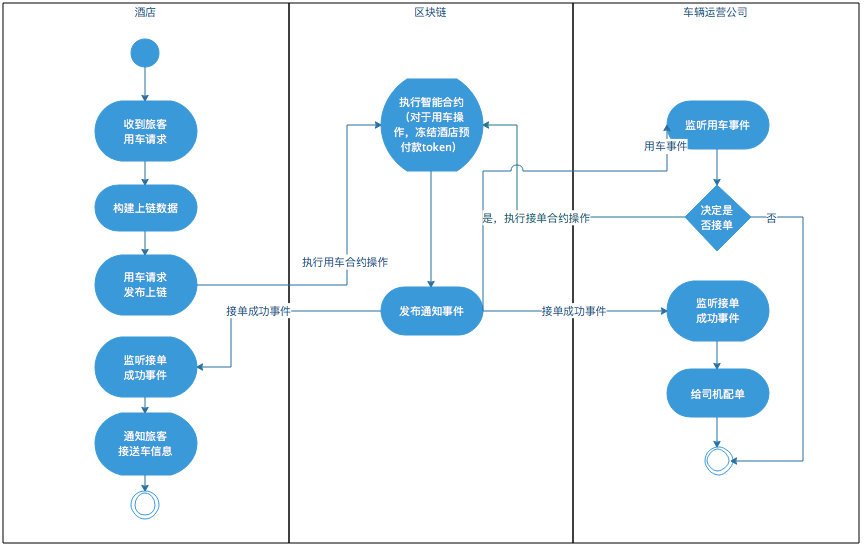 酒店
区块链
车辆运营公司
收到旅客
用车请求
构建上链数据
用车请求
发布上链
执行用车合约操作
接单成功事件
监听接单
成功事件
通知旅客
接送车信息
执行智能合约
（对于用车操
作，冻结酒店预
付款token）
发布通知事件
是，执行接单合约操作
接单成功事件
用车事件
监听用车事件
决定是
否接单
否
监听接单
成功事件
给司机配单